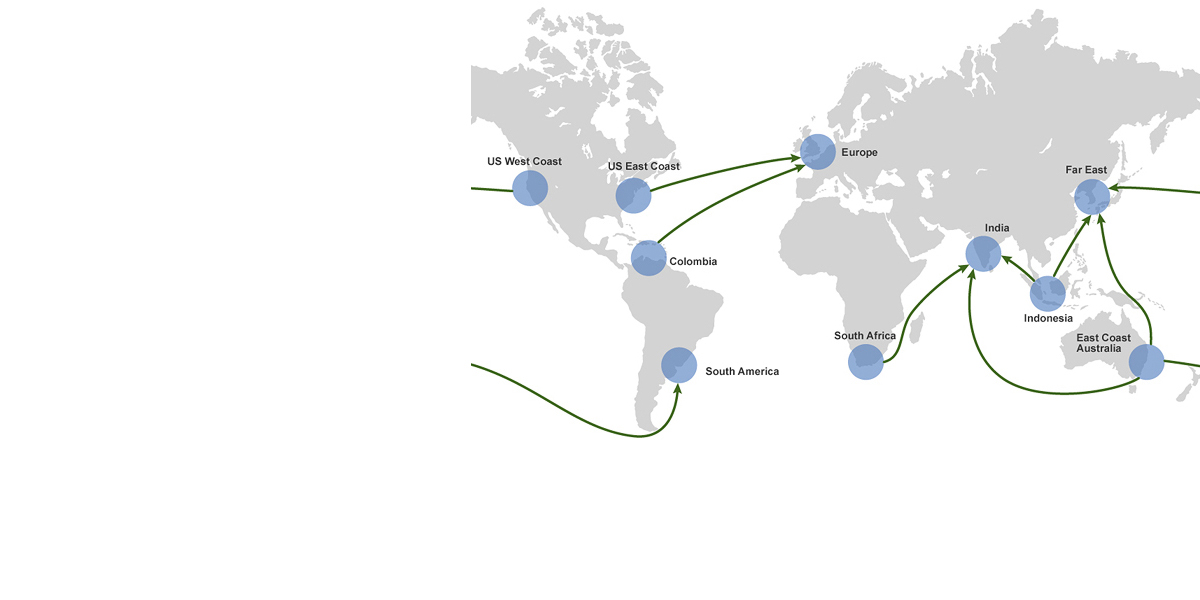 US West Coast
US East Coast
Europe
Far East
India
Colombia
Indonesia
South Africa
East Coast
Australia
South America